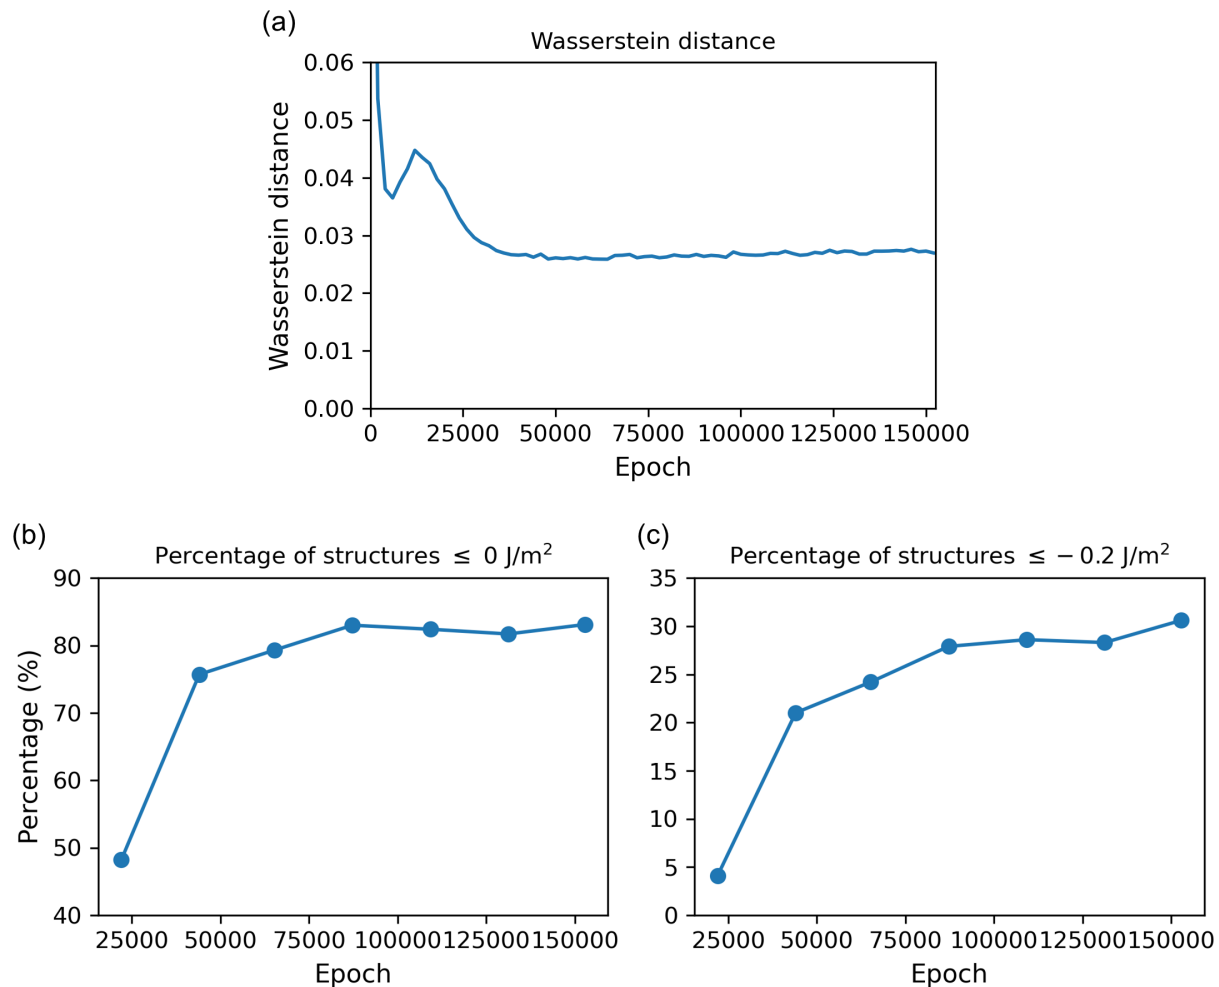 (a)
Wasserstein distance
Wasserstein distance
0.06
0.05
0.04
0.03
0.02
0.01
0.00
0 25000 50000 75000 100000 125000 150000
Epoch
(b)
Percentage of structures ≤ 0 J/m²
Percentage (%)
90
80
70
60
50
40
25000 50000 75000 100000 125000 150000
Epoch
(c)
Percentage of structures ≤ − 0.2 J/m²
35
30
25
20
15
10
5
0
25000 50000 75000 100000 125000 150000
Epoch